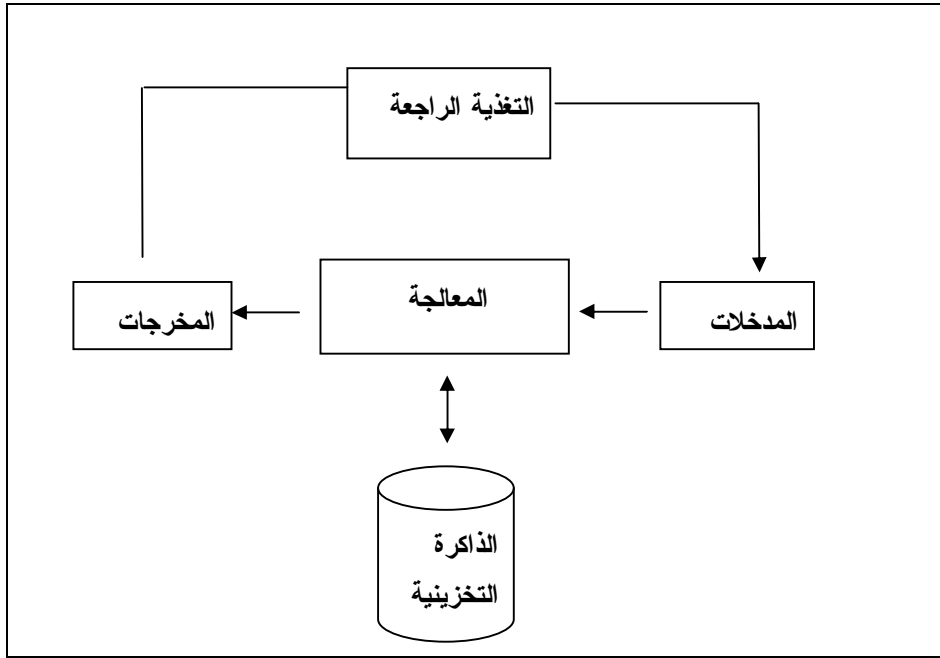 التغذية الراجعة
المدخلات
المعالجة
المخرجات
الذاكرة
التخزينية